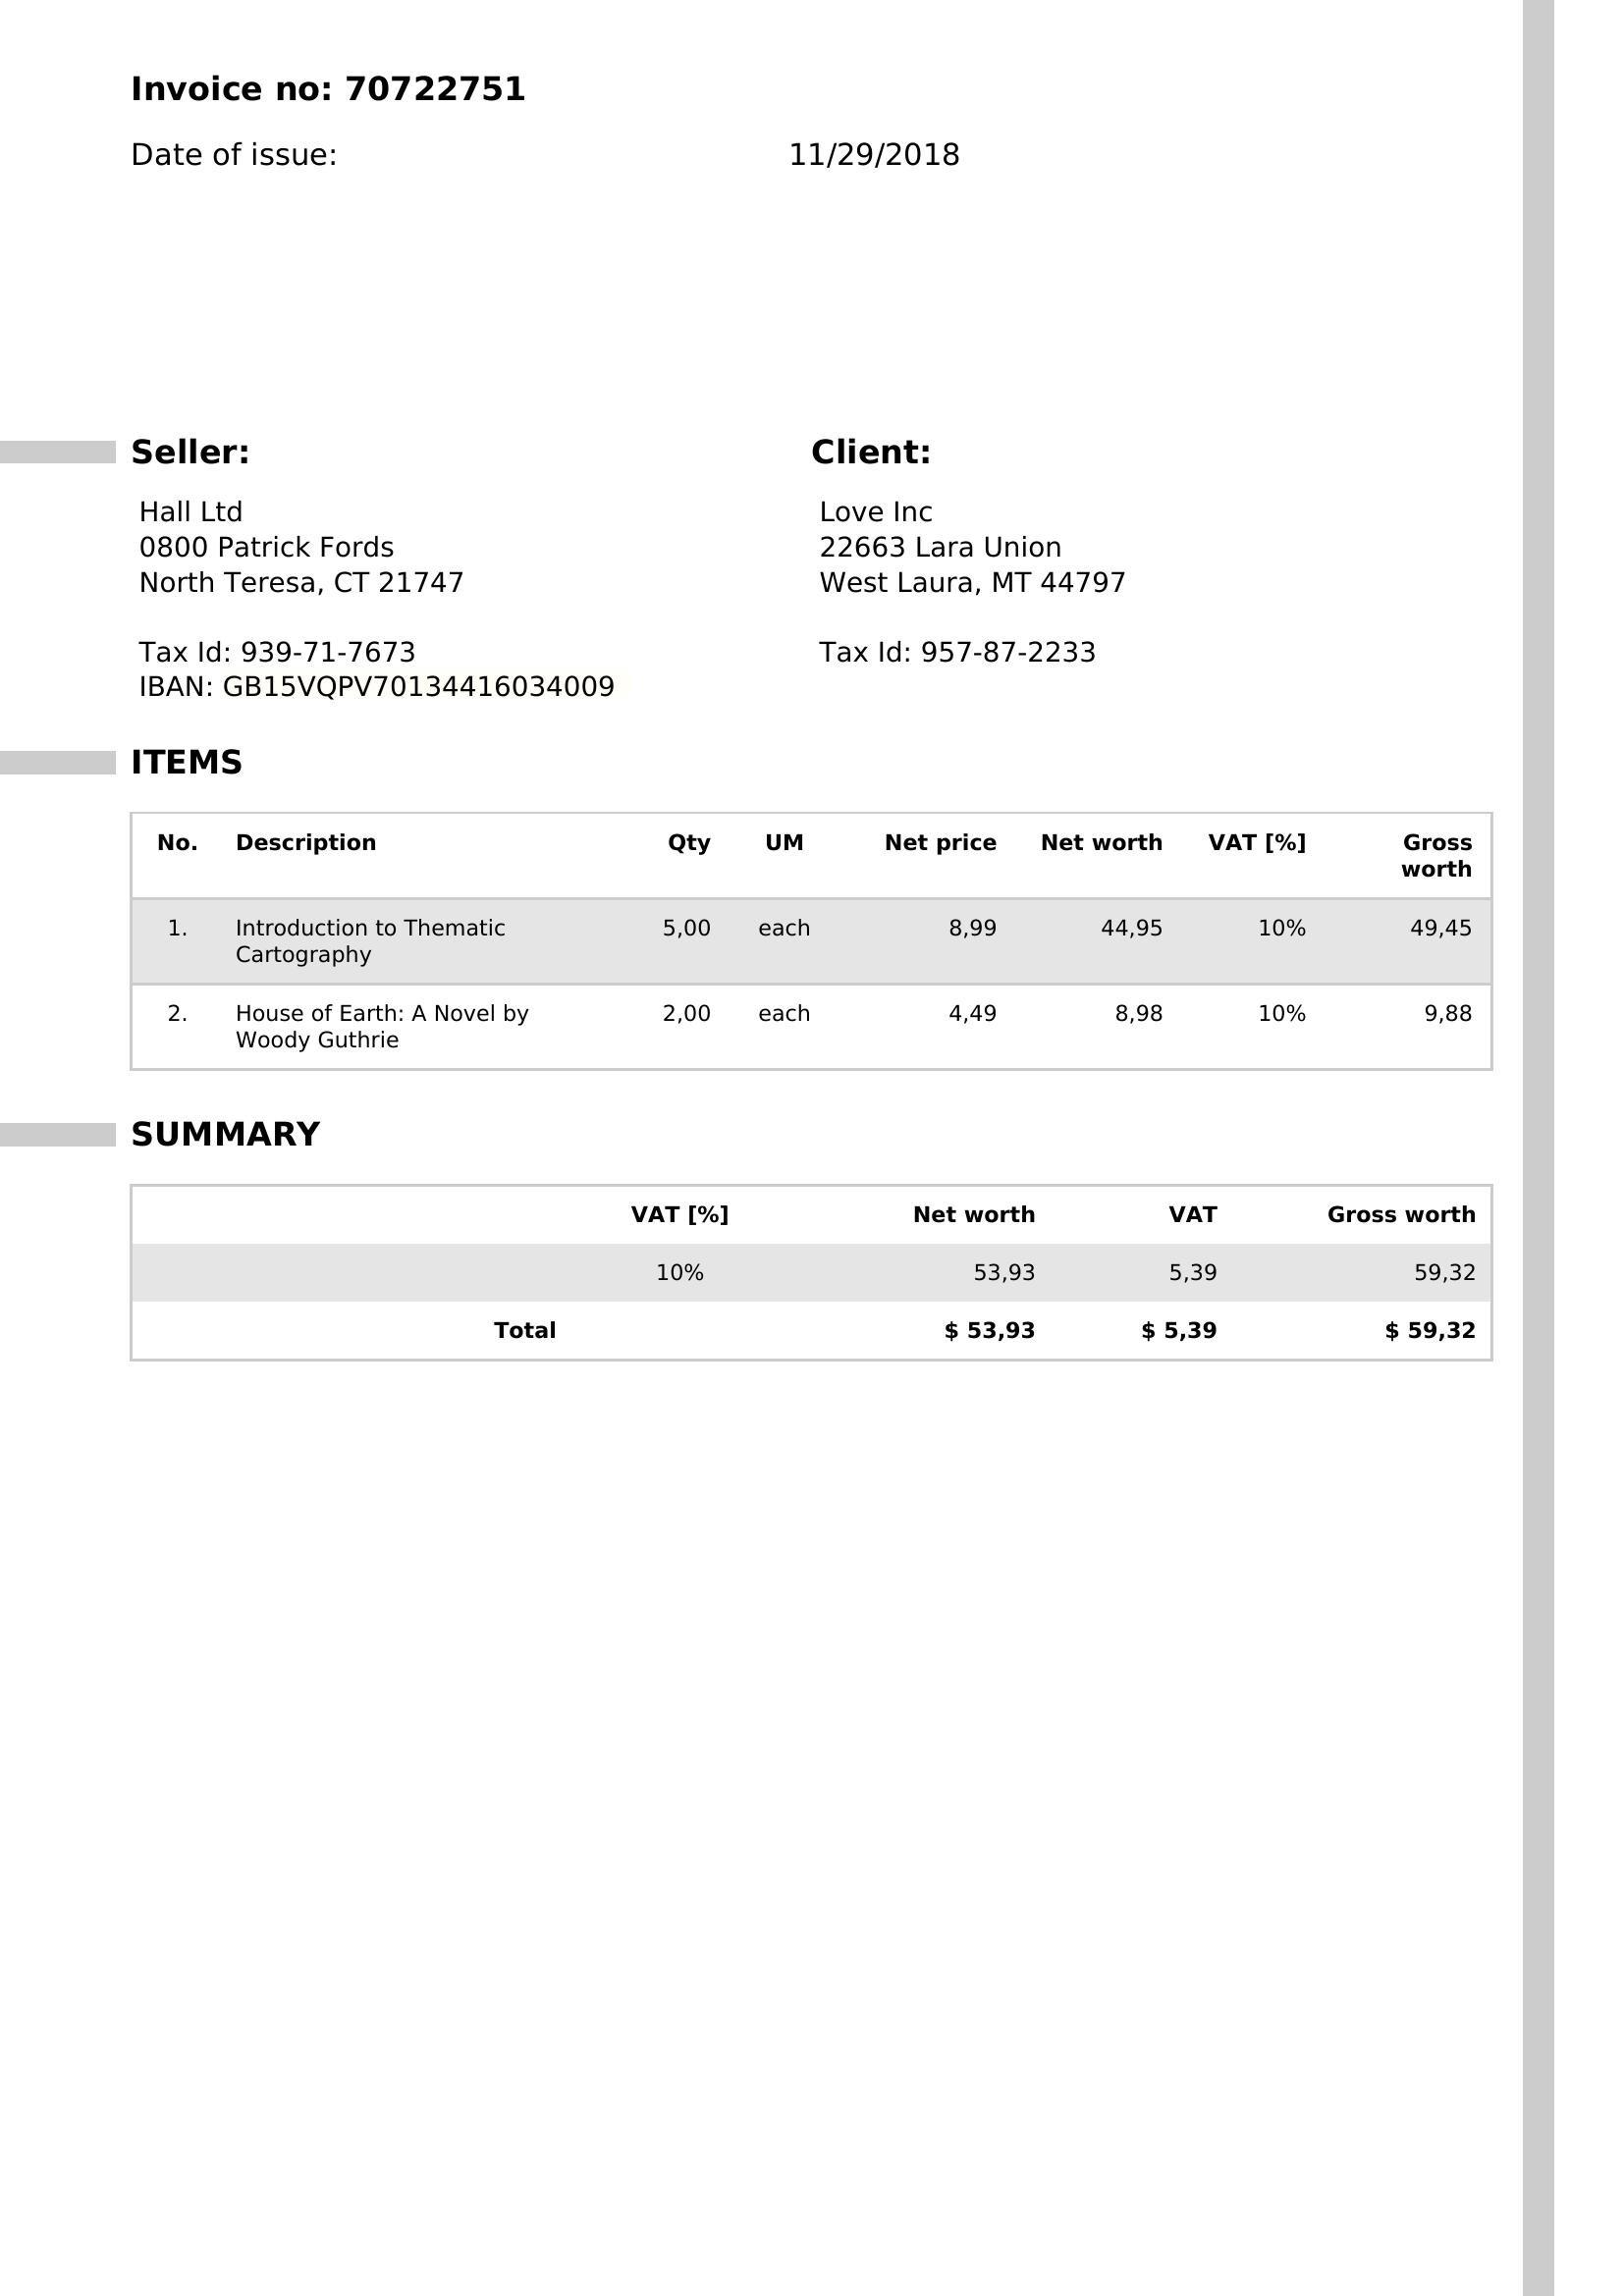 Invoice no: 70722751
Date of issue: 11/29/2018
Seller:
Hall Ltd
0800 Patrick Fords
North Teresa, CT 21747
Tax Id: 939-71-7673
IBAN: GB15VQPV70134416034009
Client:
Love Inc
22663 Lara Union
West Laura, MT 44797
Tax Id: 957-87-2233
ITEMS
No. Description Qty UM Net price Net worth VAT [%] Gross
worth
1. Introduction to Thematic 5,00 each 8,99 44,95 10% 49,45
Cartography
2. House of Earth: A Novel by 2,00 each 4,49 8,98 10% 9,88
Woody Guthrie
SUMMARY
VAT [%] Net worth VAT Gross worth
10% 53,93 5,39 59,32
Total $ 53,93 $ 5,39 $ 59,32